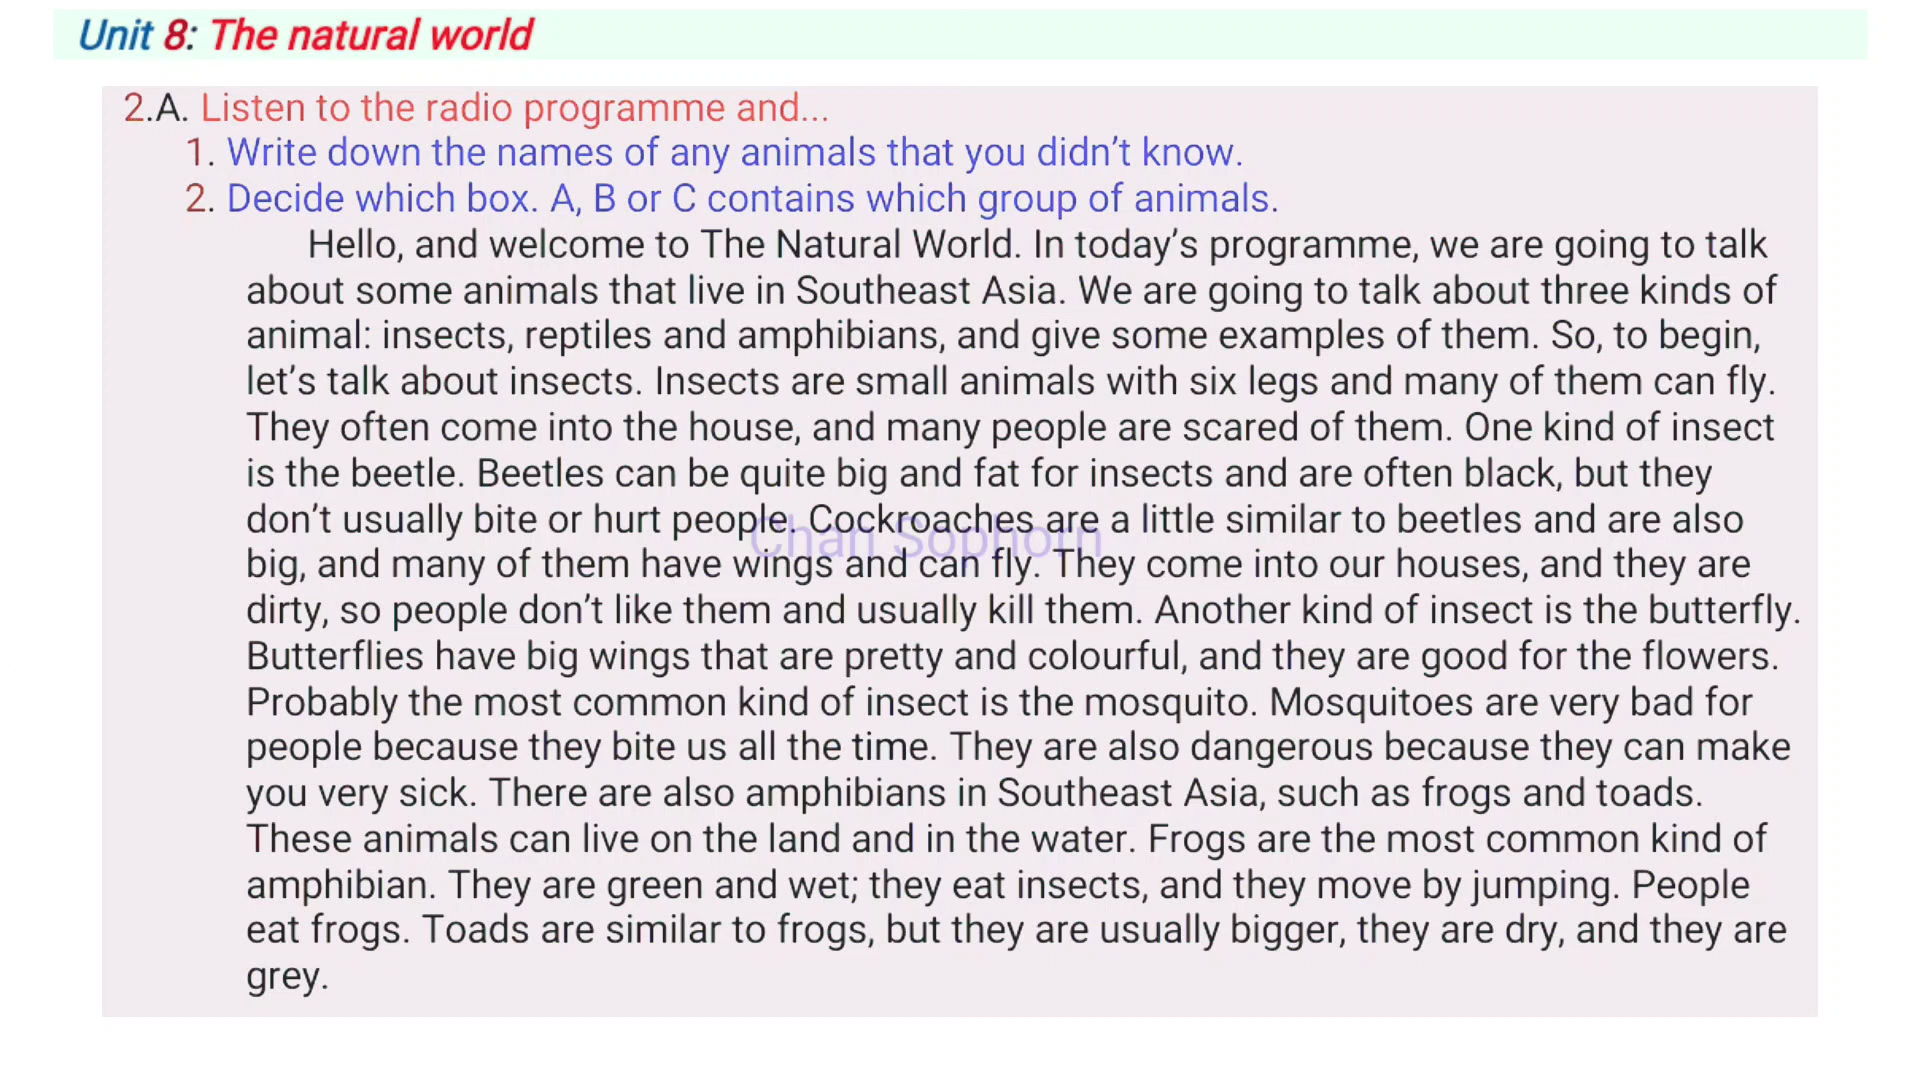 Unit 8: The natural world
2.A. Listen to the radio programme and...
1. Write down the names of any animals that you didn't know.
2. Decide which box. A, B or C contains which group of animals.
Hello, and welcome to The Natural World. In today's programme, we are going to talk
about some animals that live in Southeast Asia. We are going to talk about three kinds of
animal: insects, reptiles and amphibians, and give some examples of them. So, to begin,
let's talk about insects. Insects are small animals with six legs and many of them can fly.
They often come into the house, and many people are scared of them. One kind of insect
is the beetle. Beetles can be quite big and fat for insects and are often black, but they
don't usually bite or hurt people. Cockroaches are a little similar to beetles and are also
Chan Sophorn
big, and many of them have wings and can fly. They come into our houses, and they are
dirty, so people don't like them and usually kill them. Another kind of insect is the butterfly.
Butterflies have big wings that are pretty and colourful, and they are good for the flowers.
Probably the most common kind of insect is the mosquito. Mosquitoes are very bad for
people because they bite us all the time. They are also dangerous because they can make
you very sick. There are also amphibians in Southeast Asia, such as frogs and toads.
These animals can live on the land and in the water. Frogs are the most common kind of
amphibian. They are green and wet; they eat insects, and they move by jumping. People
eat frogs. Toads are similar to frogs, but they are usually bigger, they are dry, and they are
grey.